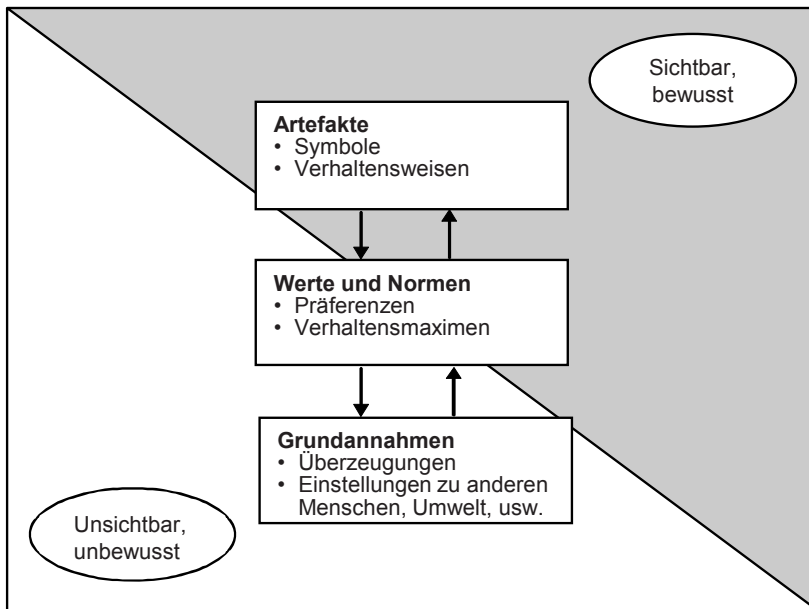 Sichtbar,
bewusst
Artefakte
• Symbole
• Verhaltensweisen
Werte und Normen
• Präferenzen
• Verhaltensmaximen
Grundannahmen
• Überzeugungen
• Einstellungen zu anderen
Menschen, Umwelt, usw.
Unsichtbar,
unbewusst